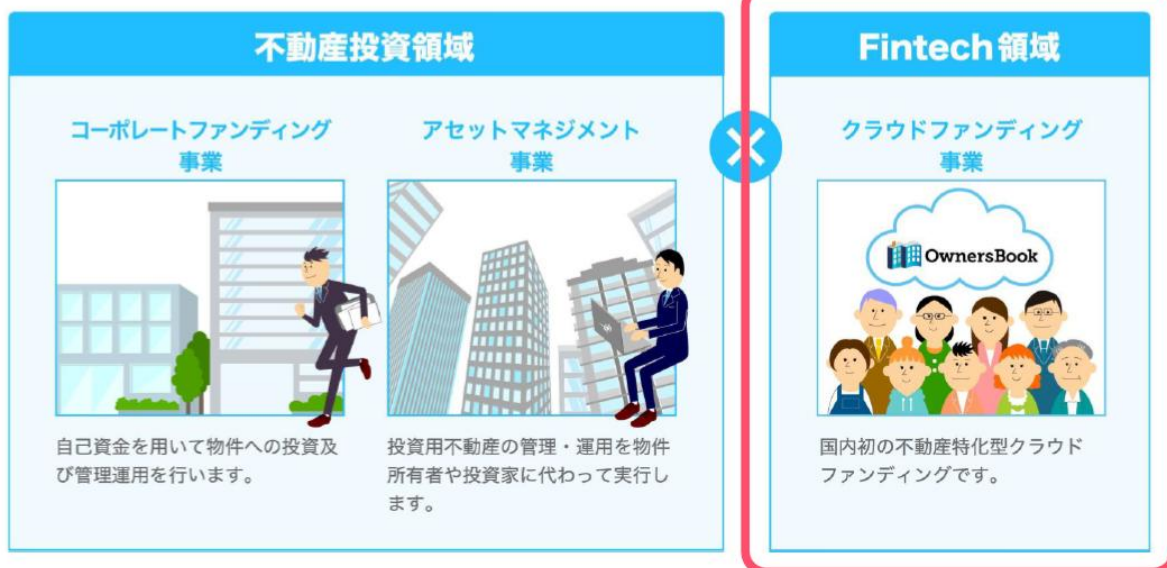 不動産投資領域
コーポレートファンディング
事業
自己資金を用いて物件への投資及
び管理運用を行います。
アセットマネジメント
事業
投資用不動産の管理・運用を物件
所有者や投資家に代わって実行し
ます。
×
Fintech領域
クラウドファンディング
事業
OwnersBook
国内初の不動産特化型クラウド
ファンディングです。